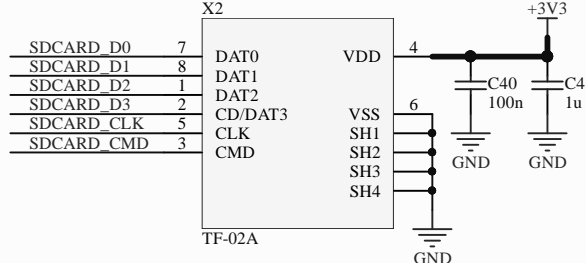 X2
+3V3
SDCARD_D0 7 DAT0 VDD 4
SDCARD_D1 8 DAT1
SDCARD_D2 1 DAT2
SDCARD_D3 2 CD/DAT3 VSS 6
SDCARD_CLK 5 CLK SH1
SDCARD_CMD 3 CMD SH2
SH3
SH4
C40
100n
C4
1u
GND
GND
TF-02A
GND